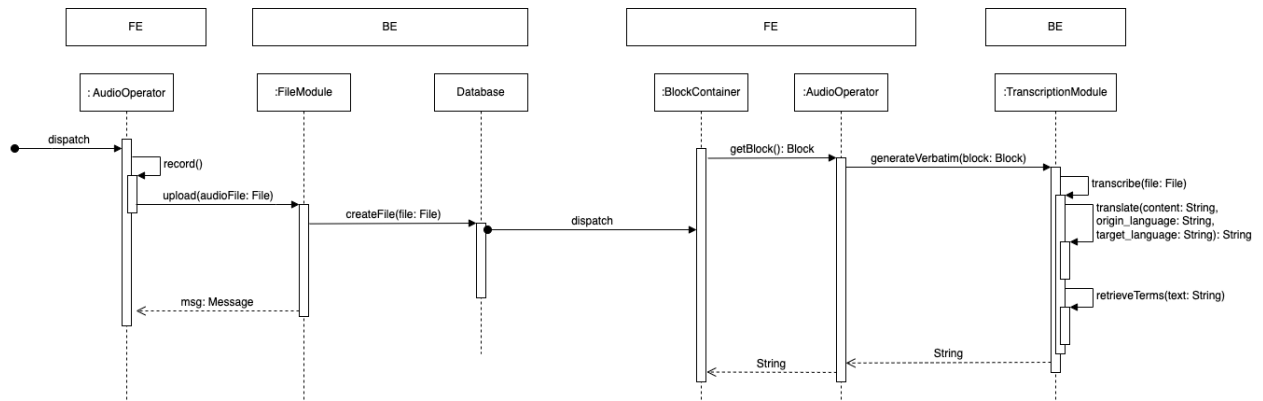 FE
BE
FE
BE
: AudioOperator
:FileModule
Database
:BlockContainer
:AudioOperator
:TranscriptionModule
dispatch
record()
upload(audioFile: File)
createFile(file: File)
msg: Message
dispatch
getBlock(): Block
generateVerbatim(block: Block)
transcribe(file: File)
translate(content: String,
origin_language: String,
target_language: String): String
retrieveTerms(text: String)
String
String